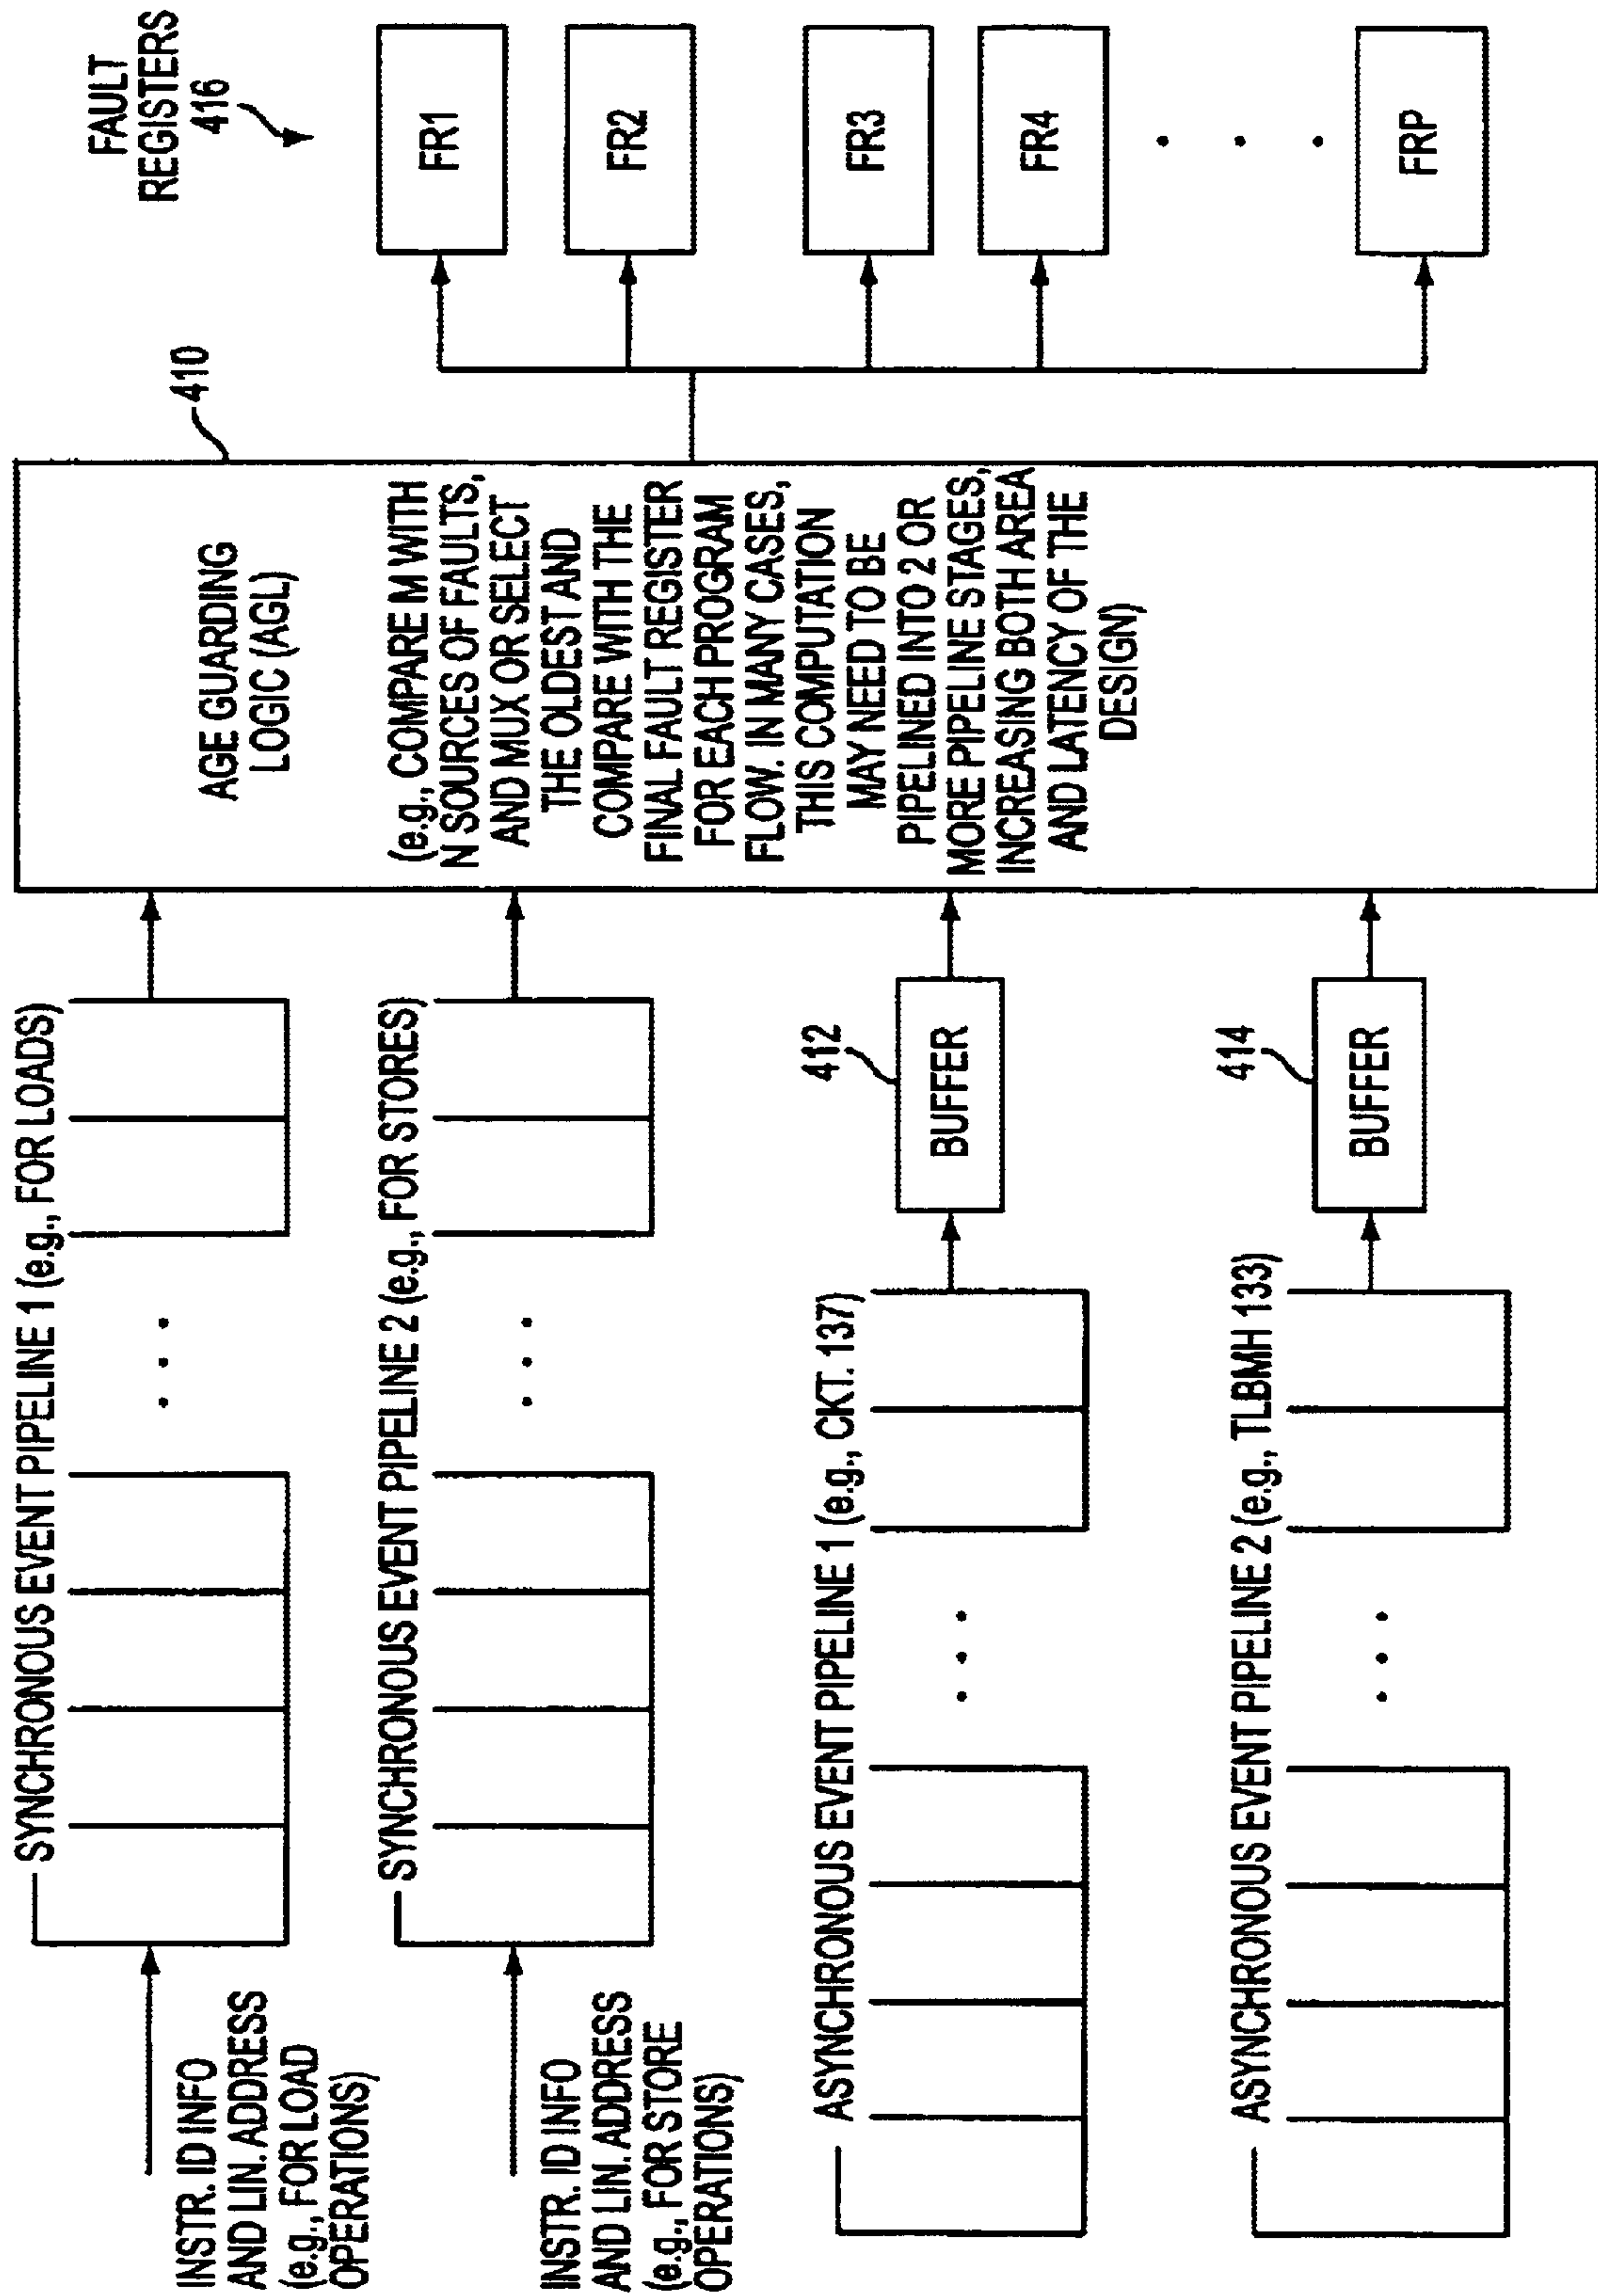 SYNCHRONOUS EVENT PIPELINE 1 (e.g., FOR LOADS)
INSTR. ID INFO
AND LIN. ADDRESS
(e.g., FOR LOAD
OPERATIONS)
SYNCHRONOUS EVENT PIPELINE 2 (e.g., FOR STORES)
INSTR. ID INFO
AND LIN. ADDRESS
(e.g., FOR STORE
OPERATIONS)
ASYNCHRONOUS EVENT PIPELINE 1 (e.g., CKT. 137)
412
BUFFER
ASYNCHRONOUS EVENT PIPELINE 2 (e.g., TLBMH 133)
414
BUFFER
410
AGE GUARDING
LOGIC (AGL)
(e.g., COMPARE M WITH
N SOURCES OF FAULTS,
AND MUX OR SELECT
THE OLDEST AND
COMPARE WITH THE
FINAL FAULT REGISTER
FOR EACH PROGRAM
FLOW. IN MANY CASES,
THIS COMPUTATION
MAY NEED TO BE
PIPELINED INTO 2 OR
MORE PIPELINE STAGES,
INCREASING BOTH AREA
AND LATENCY OF THE
DESIGN)
FAULT
REGISTERS
416
FR1
FR2
FR3
FR4
FRP